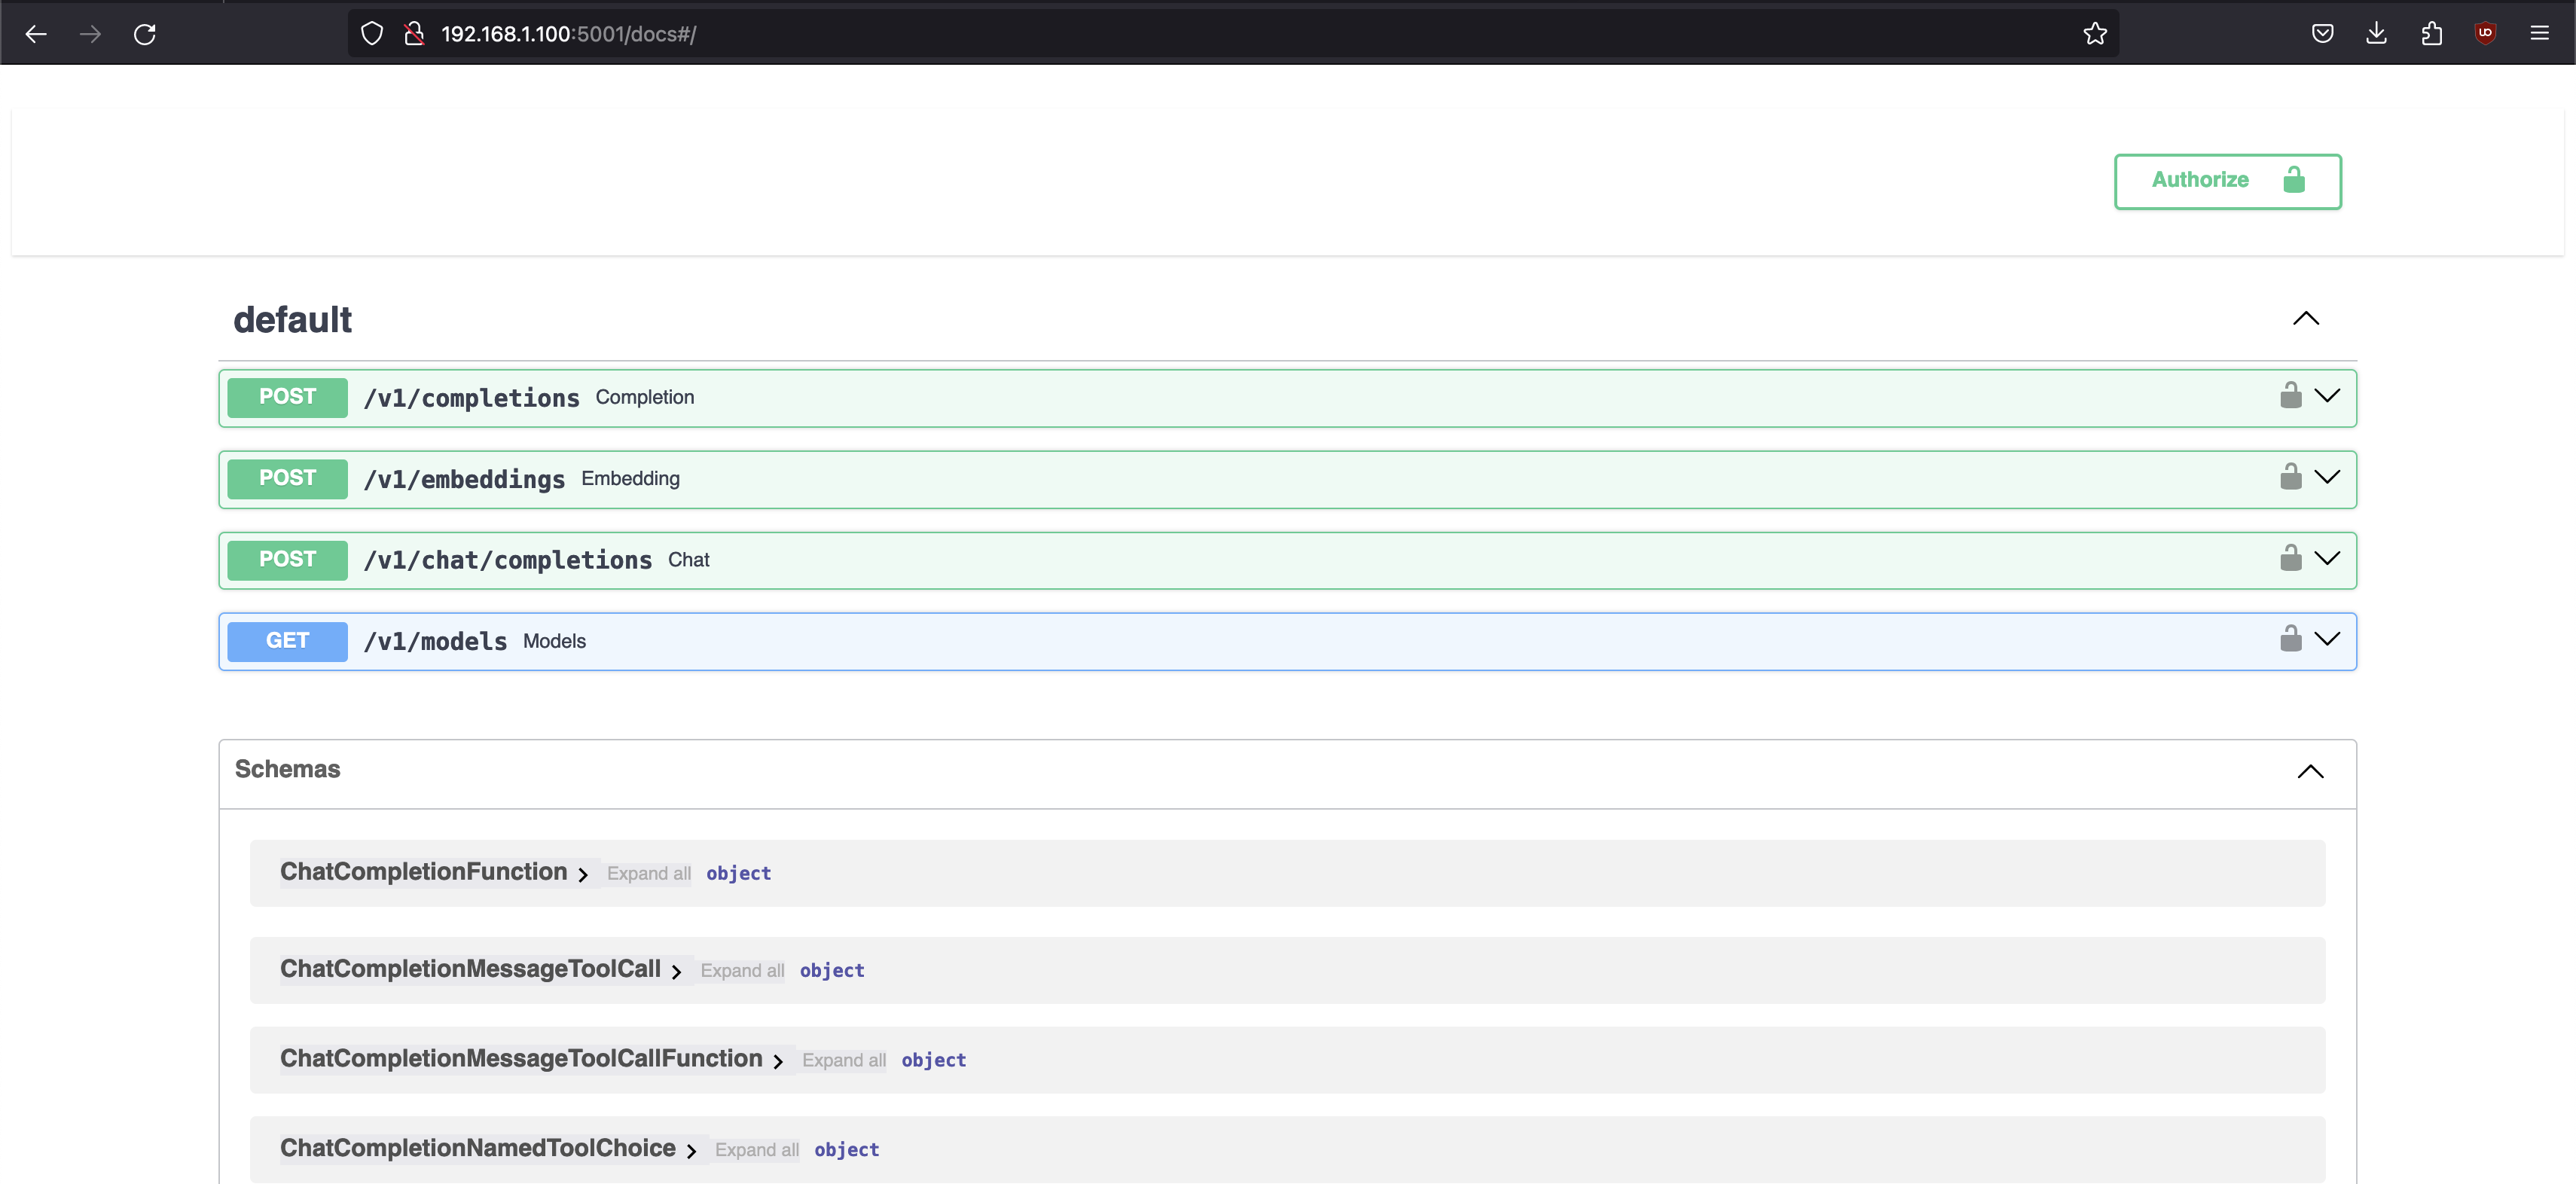 192.168.1.100:5001/docs#/
Authorize
default
POST /v1/completions Completion
POST /v1/embeddings Embedding
POST /v1/chat/completions Chat
GET /v1/models Models
Schemas
ChatCompletionFunction Expand all object
ChatCompletionMessageToolCall Expand all object
ChatCompletionMessageToolCallFunction Expand all object
ChatCompletionNamedToolChoice Expand all object